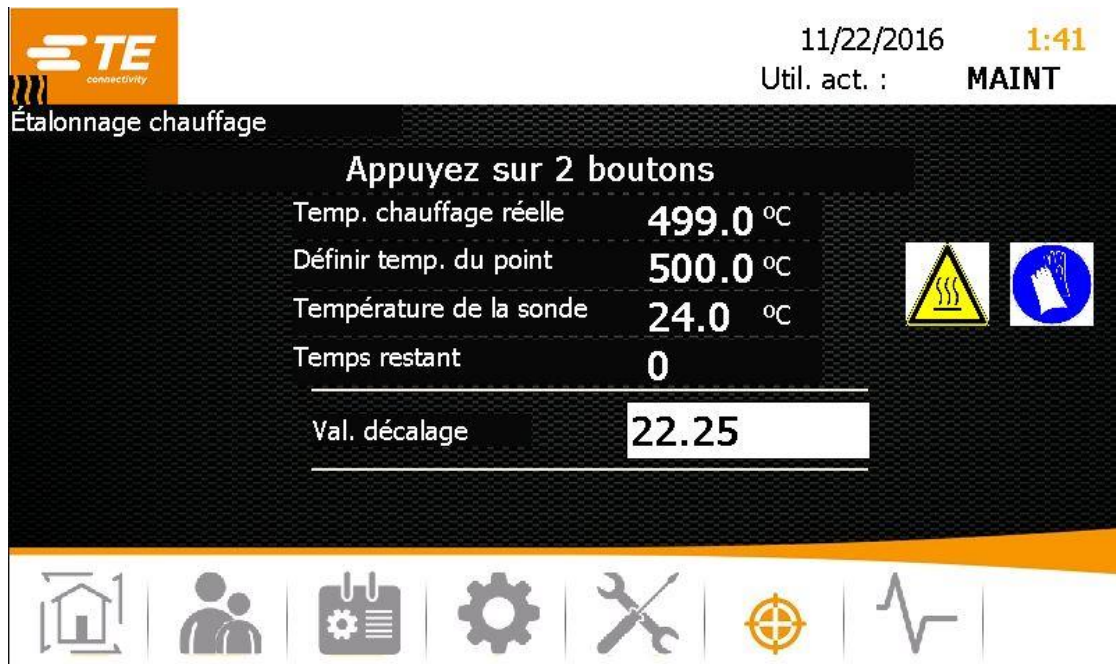 TE
connectivity
11/22/2016 1:41
Util. act. : MAINT
Étalonnage chauffage
Appuyez sur 2 boutons
Temp. chauffage réelle 499.0 ºC
Définir temp. du point 500.0 ºC
Température de la sonde 24.0 ºC
Temps restant 0
Val. décalage 22.25